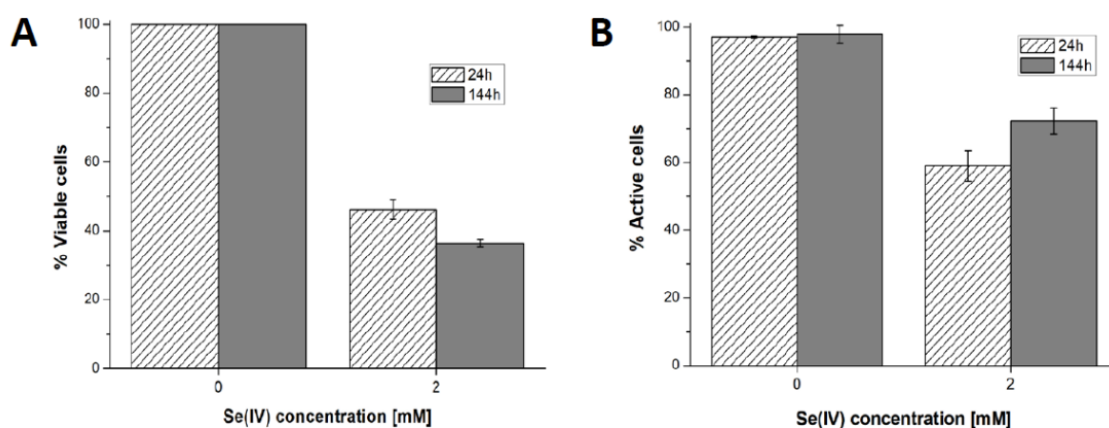 A
% Viable cells
100
80
60
40
20
0
24h
144h
0
2
Se(IV) concentration [mM]
B
% Active cells
100
80
60
40
20
0
24h
144h
0
2
Se(IV) concentration [mM]